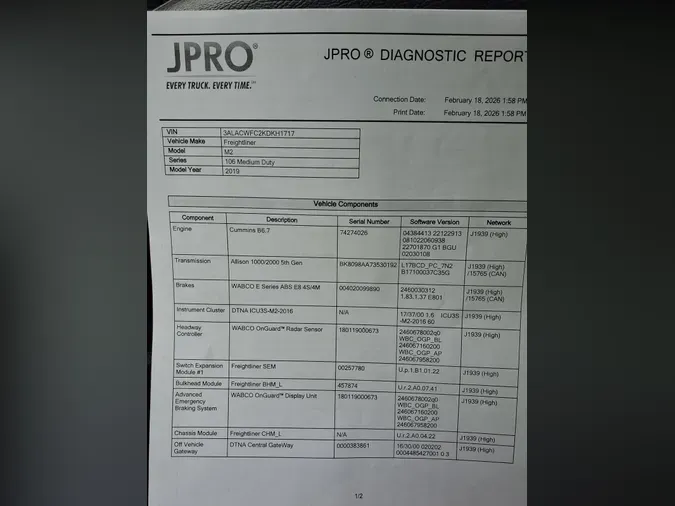 JPRO®
EVERY TRUCK. EVERY TIME.℠
JPRO® DIAGNOSTIC REPORT
Connection Date: February 18, 2026 1:58 PM
Print Date: February 18, 2026 1:58 PM
VIN 3ALACWFC2KDKH1717
Vehicle Make Freightliner
Model M2
Series 106 Medium Duty
Model Year 2019
Vehicle Components
Component Description Serial Number Software Version Network
Engine Cummins B6.7 74274026 04384413 22122913 J1939 (High)
081022060938
22701870 G1 BGU
02030108
Transmission Allison 1000/2000 5th Gen BK8098AA73530192 L17BCD_PC_7N2 J1939 (High)
B17100037C35G /15765 (CAN)
Brakes WABCO E Series ABS E8 4S/4M 004020099890 2460030312 J1939 (High)
1.83,1.37 E801 /15765 (CAN)
Instrument Cluster DTNA ICU3S-M2-2016 N/A 17/37/00 1.6 ICU3S J1939 (High)
-M2-2016 60
Headway WABCO OnGuard™ Radar Sensor 180119000673 2460678002q0 J1939 (High)
Controller WBC_OGP_BL
246067160200
WBC_OGP_AP
246067958200
Switch Expansion Freightliner SEM 00257780 U.p.1.B1.01.22 J1939 (High)
Module #1
Bulkhead Module Freightliner BHM_L 457874 U.r.2.A0.07.41 J1939 (High)
Advanced WABCO OnGuard™ Display Unit 180119000673 2460678002q0 J1939 (High)
Emergency WBC_OGP_BL
Braking System 246067160200
WBC_OGP_AP
246067958200
Chassis Module Freightliner CHM_L N/A U.r.2.A0.04.22 J1939 (High)
Off Vehicle DTNA Central GateWay 0000383861 16/30/00 020202 J1939 (High)
Gateway 0004485427001 0.3
1/2